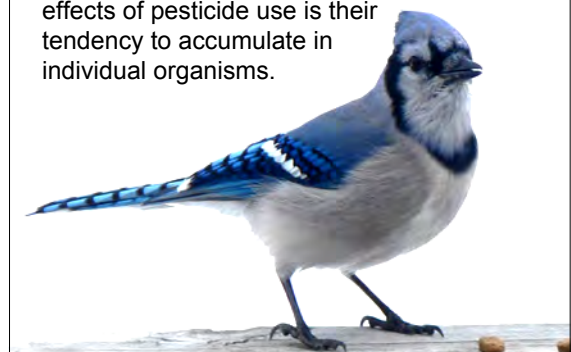 effects of pesticide use is their
tendency to accumulate in
individual organisms.